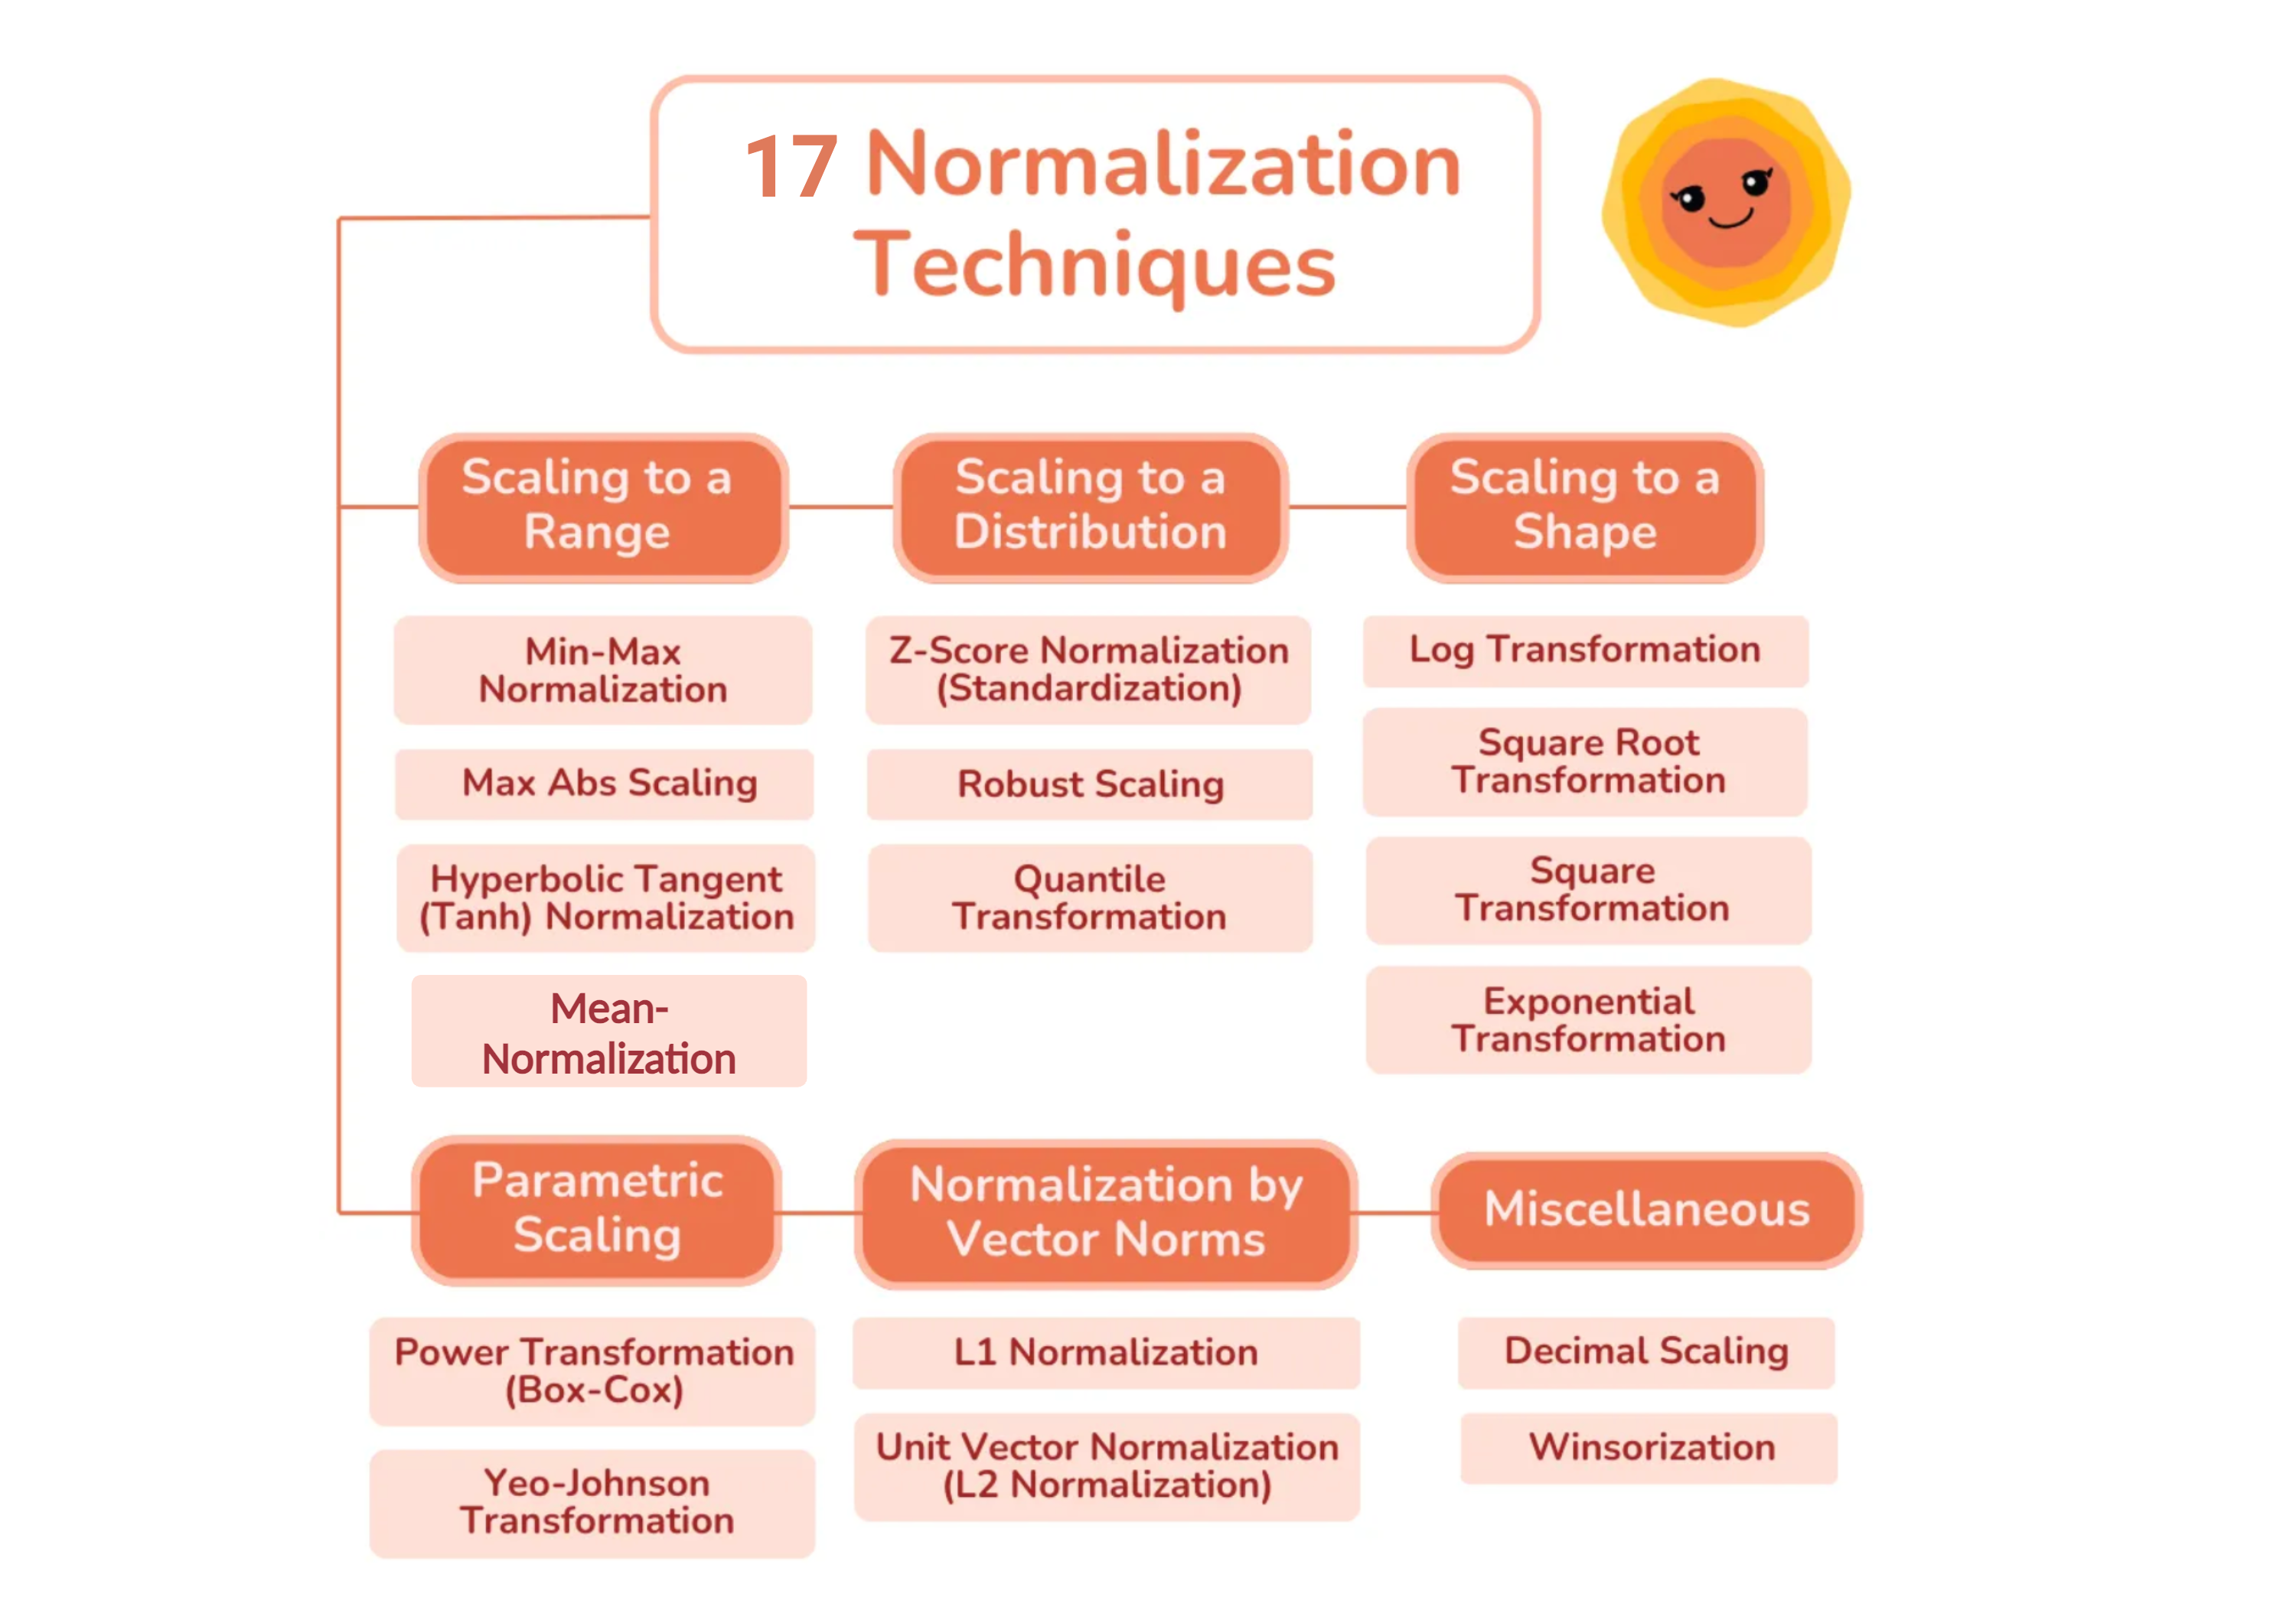 17 Normalization
Techniques
Scaling to a
Range
Min-Max
Normalization
Max Abs Scaling
Hyperbolic Tangent
(Tanh) Normalization
Mean-
Normalization
Scaling to a
Distribution
Z-Score Normalization
(Standardization)
Robust Scaling
Quantile
Transformation
Scaling to a
Shape
Log Transformation
Square Root
Transformation
Square
Transformation
Exponential
Transformation
Parametric
Scaling
Power Transformation
(Box-Cox)
Yeo-Johnson
Transformation
Normalization by
Vector Norms
L1 Normalization
Unit Vector Normalization
(L2 Normalization)
Miscellaneous
Decimal Scaling
Winsorization